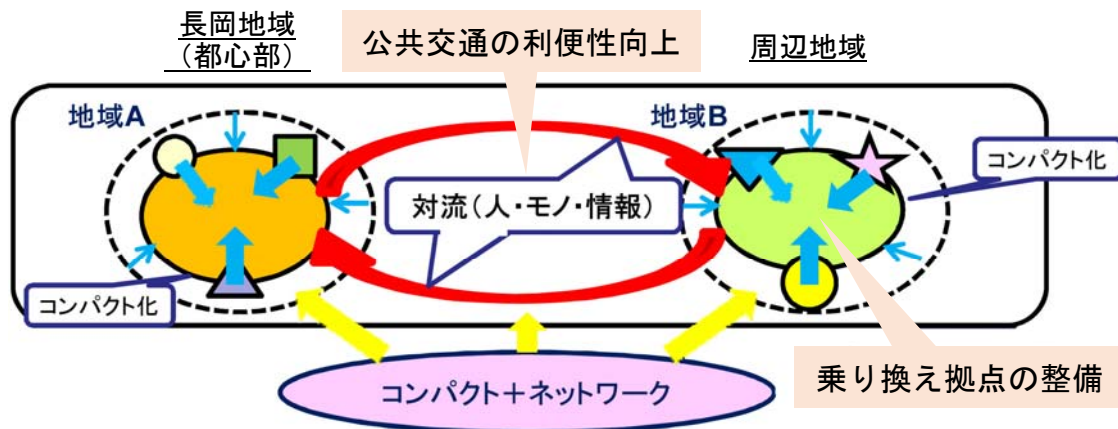 長岡地域
（都心部）
公共交通の利便性向上
周辺地域
地域A
地域B
コンパクト化
対流（人・モノ・情報）
コンパクト化
コンパクト＋ネットワーク
乗り換え拠点の整備